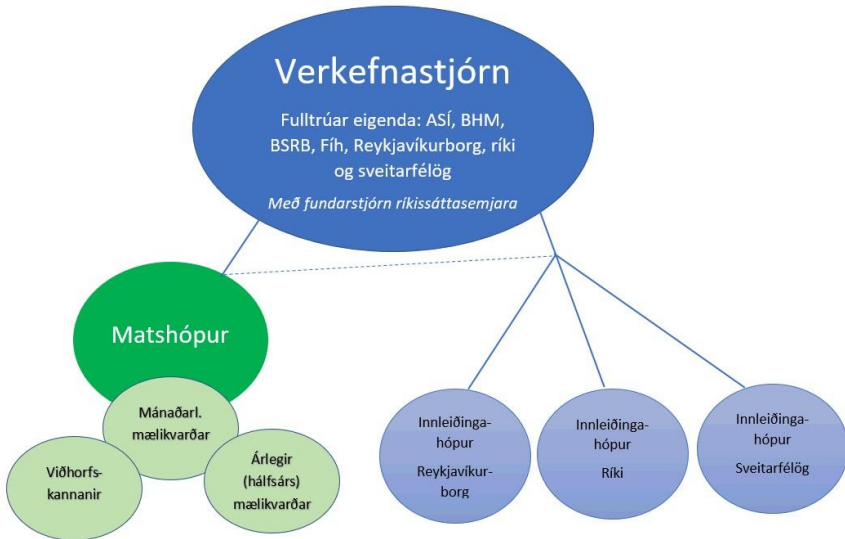 Verkefnastjórn
Fulltrúar eigenda: ASÍ, BHM,
BSRB, Fíh, Reykjavíkurborg, ríki
og sveitarfélög
Með fundarstjórn ríkissáttasemjara
Matshópur
Mánaðarl.
mælikvarðar
Viðhorfs-
kannanir
Árlegir
(hálfsárs)
mælikvarðar
Innleiðinga-
hópur
Reykjavíkur-
borg
Innleiðinga-
hópur
Ríki
Innleiðinga-
hópur
Sveitarfélög